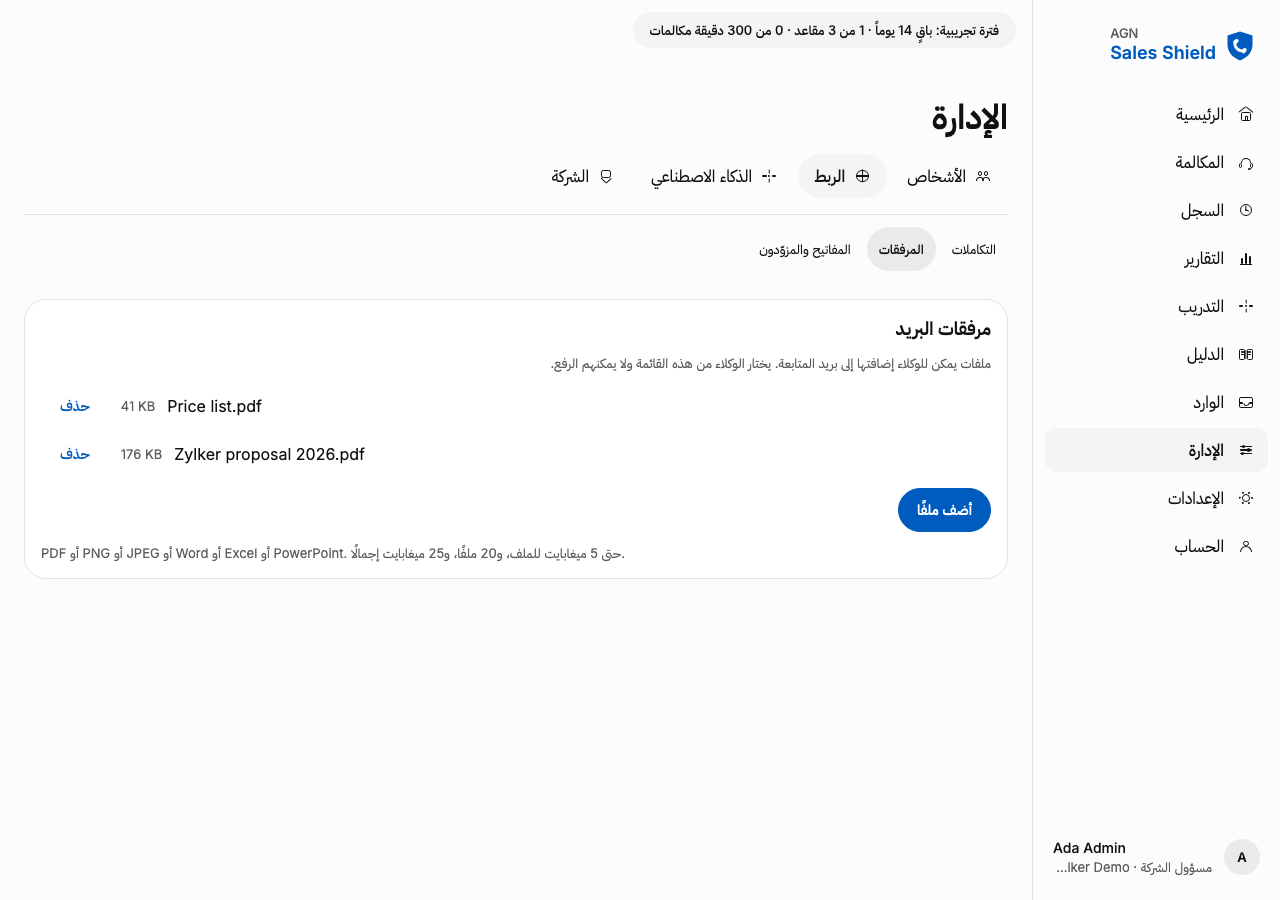 AGN
Sales Shield
الرئيسية
المكالمة
السجل
التقارير
التدريب
الدليل
الوارد
الإدارة
الإعدادات
الحساب
A
Ada Admin
مسؤول الشركة · lker Demo...
فترة تجريبية: باقٍ 14 يوماً · 1 من 3 مقاعد · 0 من 300 دقيقة مكالمات
الإدارة
الأشخاص الربط الذكاء الاصطناعي الشركة
التكاملات المرفقات المفاتيح والمزوّدون
مرفقات البريد
ملفات يمكن للوكلاء إضافتها إلى بريد المتابعة. يختار الوكلاء من هذه القائمة ولا يمكنهم الرفع.
Price list.pdf 41 KB حذف
Zylker proposal 2026.pdf 176 KB حذف
أضف ملفًا
PDF أو PNG أو JPEG أو Word أو Excel أو PowerPoint. حتى 5 ميغابايت للملف، و20 ملفًا، و25 ميغابايت إجمالًا.